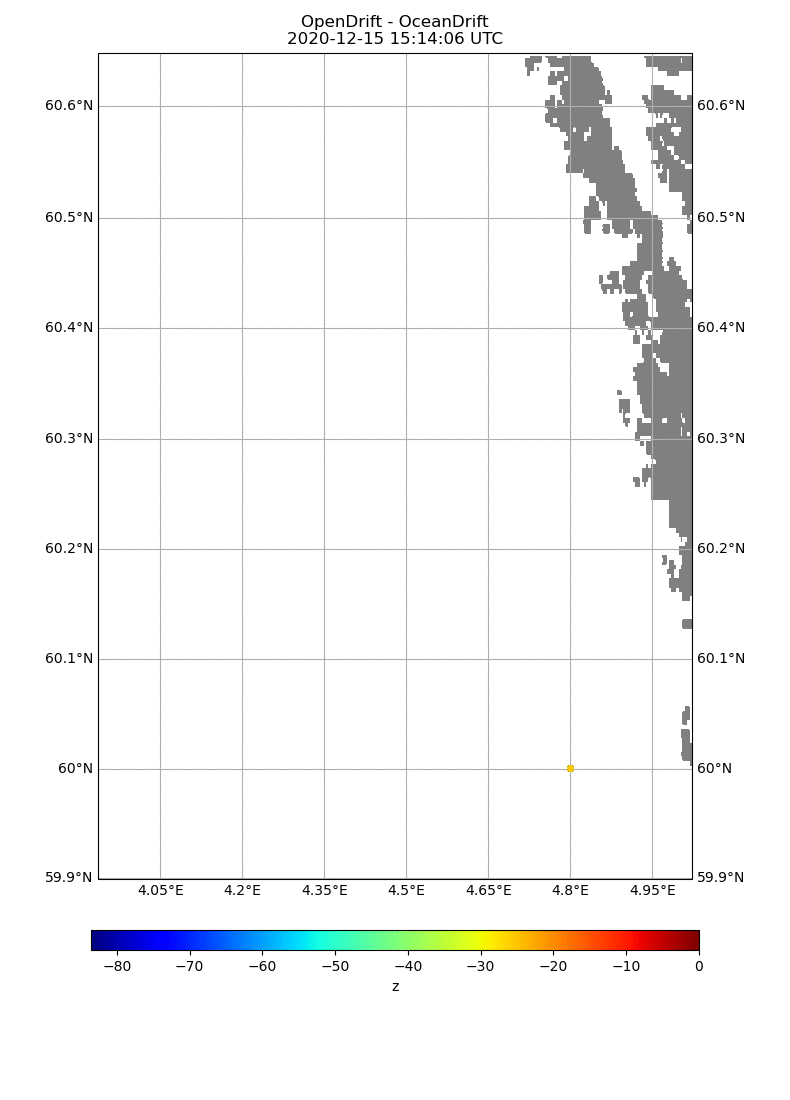 OpenDrift - OceanDrift
2020-12-15 15:14:06 UTC
60.6°N 60.6°N
60.5°N 60.5°N
60.4°N 60.4°N
60.3°N 60.3°N
60.2°N 60.2°N
60.1°N 60.1°N
60°N 60°N
59.9°N 59.9°N
4.05°E 4.2°E 4.35°E 4.5°E 4.65°E 4.8°E 4.95°E
−80 −70 −60 −50 −40 −30 −20 −10 0
z